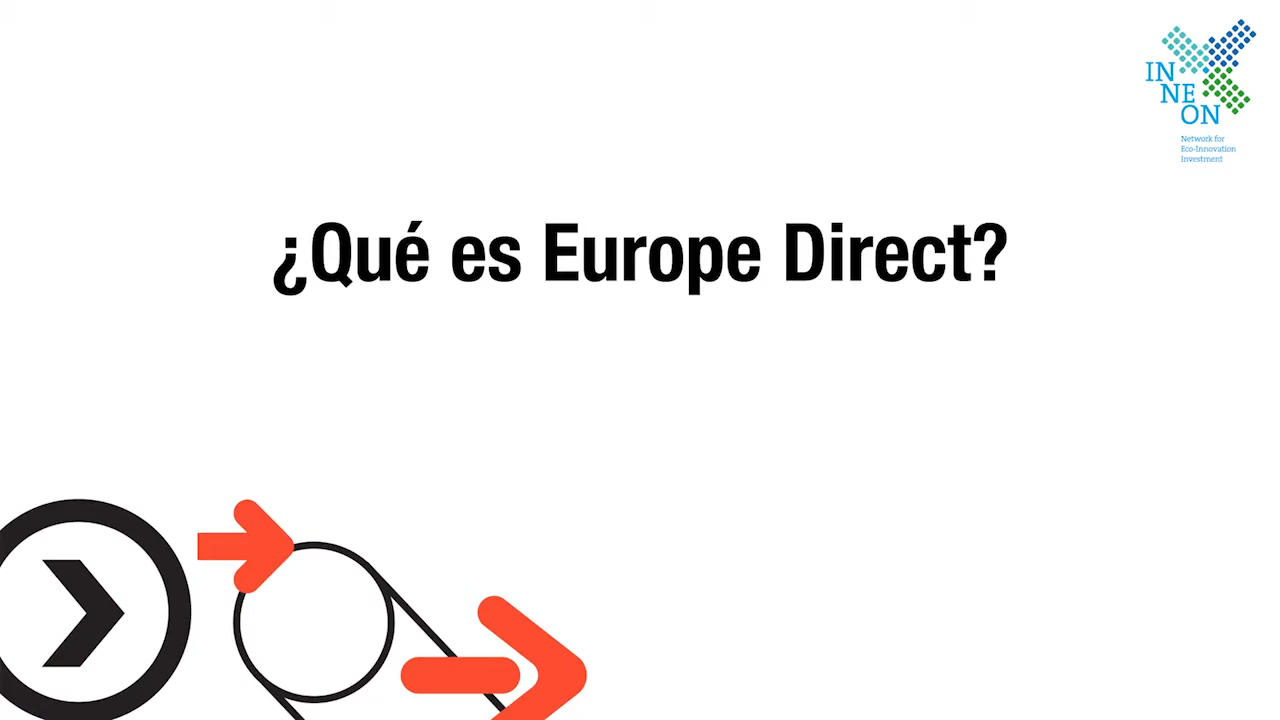 IN
NE
ON
Network for
Eco-Innovation
Investment
¿Qué es Europe Direct?